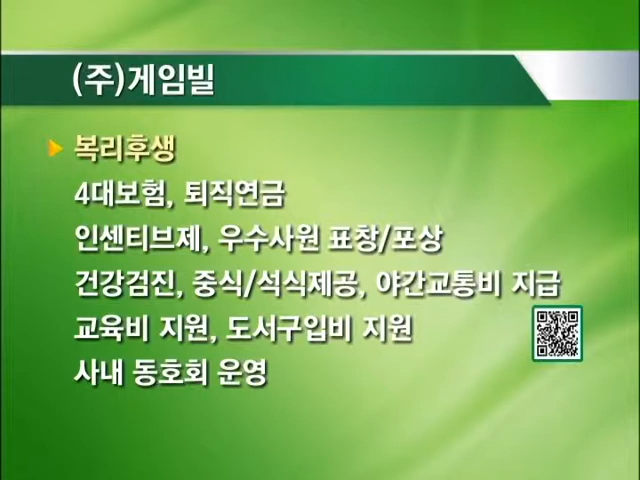 (주)게임빌
복리후생
4대보험, 퇴직연금
인센티브제, 우수사원 표창/포상
건강검진, 중식/석식제공, 야간교통비 지급
교육비 지원, 도서구입비 지원
사내 동호회 운영